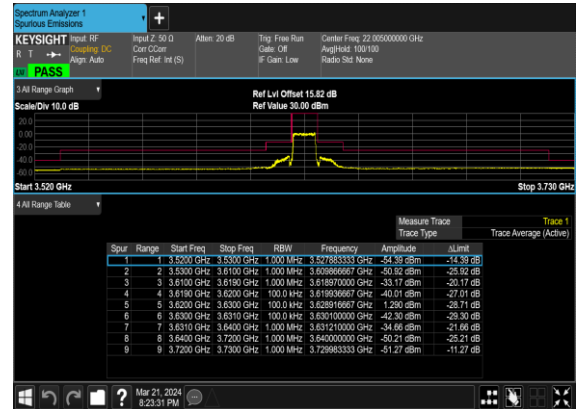 Spectrum Analyzer 1
Spurious Emissions
KEYSIGHT Input: RF Input Z: 50 Ω Atten: 20 dB Trig: Free Run Center Freq: 22.005000000 GHz
R T Coupling: DC Corr CCorr Gate: Off Avg|Hold: 100/100
Align: Auto Freq Ref: Int (S) IF Gain: Low Radio Std: None
PASS
3 All Range Graph
Ref Lvl Offset 15.82 dB
Scale/Div 10.0 dB Ref Value 30.00 dBm
20.0
0.00
-20.0
-40.0
-60.0
Start 3.520 GHz Stop 3.730 GHz
4 All Range Table
Measure Trace Trace 1
Trace Type Trace Average (Active)
Spur Range Start Freq Stop Freq RBW Frequency Amplitude ∆Limit
1 1 3.5200 GHz 3.5300 GHz 1.000 MHz 3.527883333 GHz -54.39 dBm -14.39 dB
2 2 3.5300 GHz 3.6100 GHz 1.000 MHz 3.609866667 GHz -50.92 dBm -25.92 dB
3 3 3.6100 GHz 3.6190 GHz 1.000 MHz 3.618970000 GHz -33.17 dBm -20.17 dB
4 4 3.6190 GHz 3.6200 GHz 100.0 kHz 3.619936667 GHz -40.01 dBm -27.01 dB
5 5 3.6200 GHz 3.6300 GHz 100.0 kHz 3.628916667 GHz 1.290 dBm -28.71 dB
6 6 3.6300 GHz 3.6310 GHz 100.0 kHz 3.630100000 GHz -42.30 dBm -29.30 dB
7 7 3.6310 GHz 3.6400 GHz 1.000 MHz 3.631210000 GHz -34.66 dBm -21.66 dB
8 8 3.6400 GHz 3.7200 GHz 1.000 MHz 3.640000000 GHz -50.21 dBm -25.21 dB
9 9 3.7200 GHz 3.7300 GHz 1.000 MHz 3.729983333 GHz -51.27 dBm -11.27 dB
Mar 21, 2024
8:23:31 PM